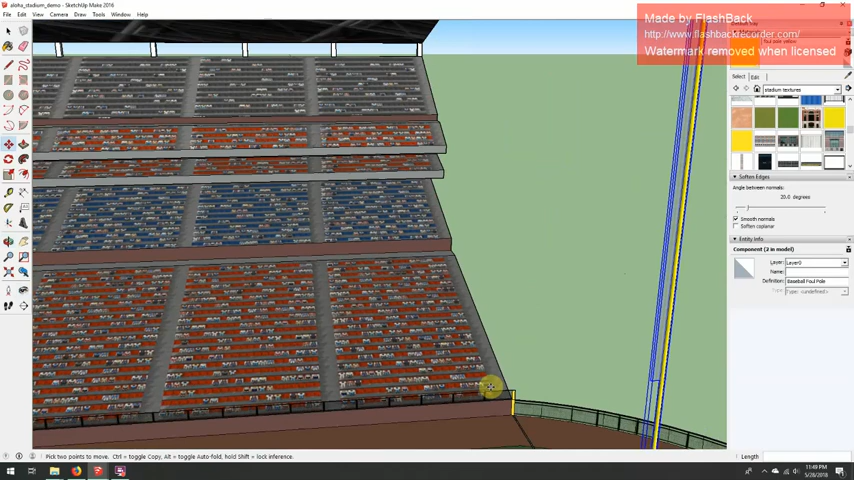 aloha_stadium_demo - SketchUp Make 2016
File Edit View Camera Draw Tools Window Help
Made by FlashBack
http://www.flashbackrecorder.com/
Watermark removed when licensed
foul pole yellow
Select Edit
stadium textures
Soften Edges
Angle between normals:
20.0 degrees
Smooth normals
Soften coplanar
Entity Info
Component (2 in model)
Layer: Layer0
Name:
Definition: Baseball Foul Pole
Type: Type: <undefined>
Pick two points to move. Ctrl = toggle Copy, Alt = toggle Auto-fold, hold Shift = lock inference.
Length
11:49 PM
5/28/2018